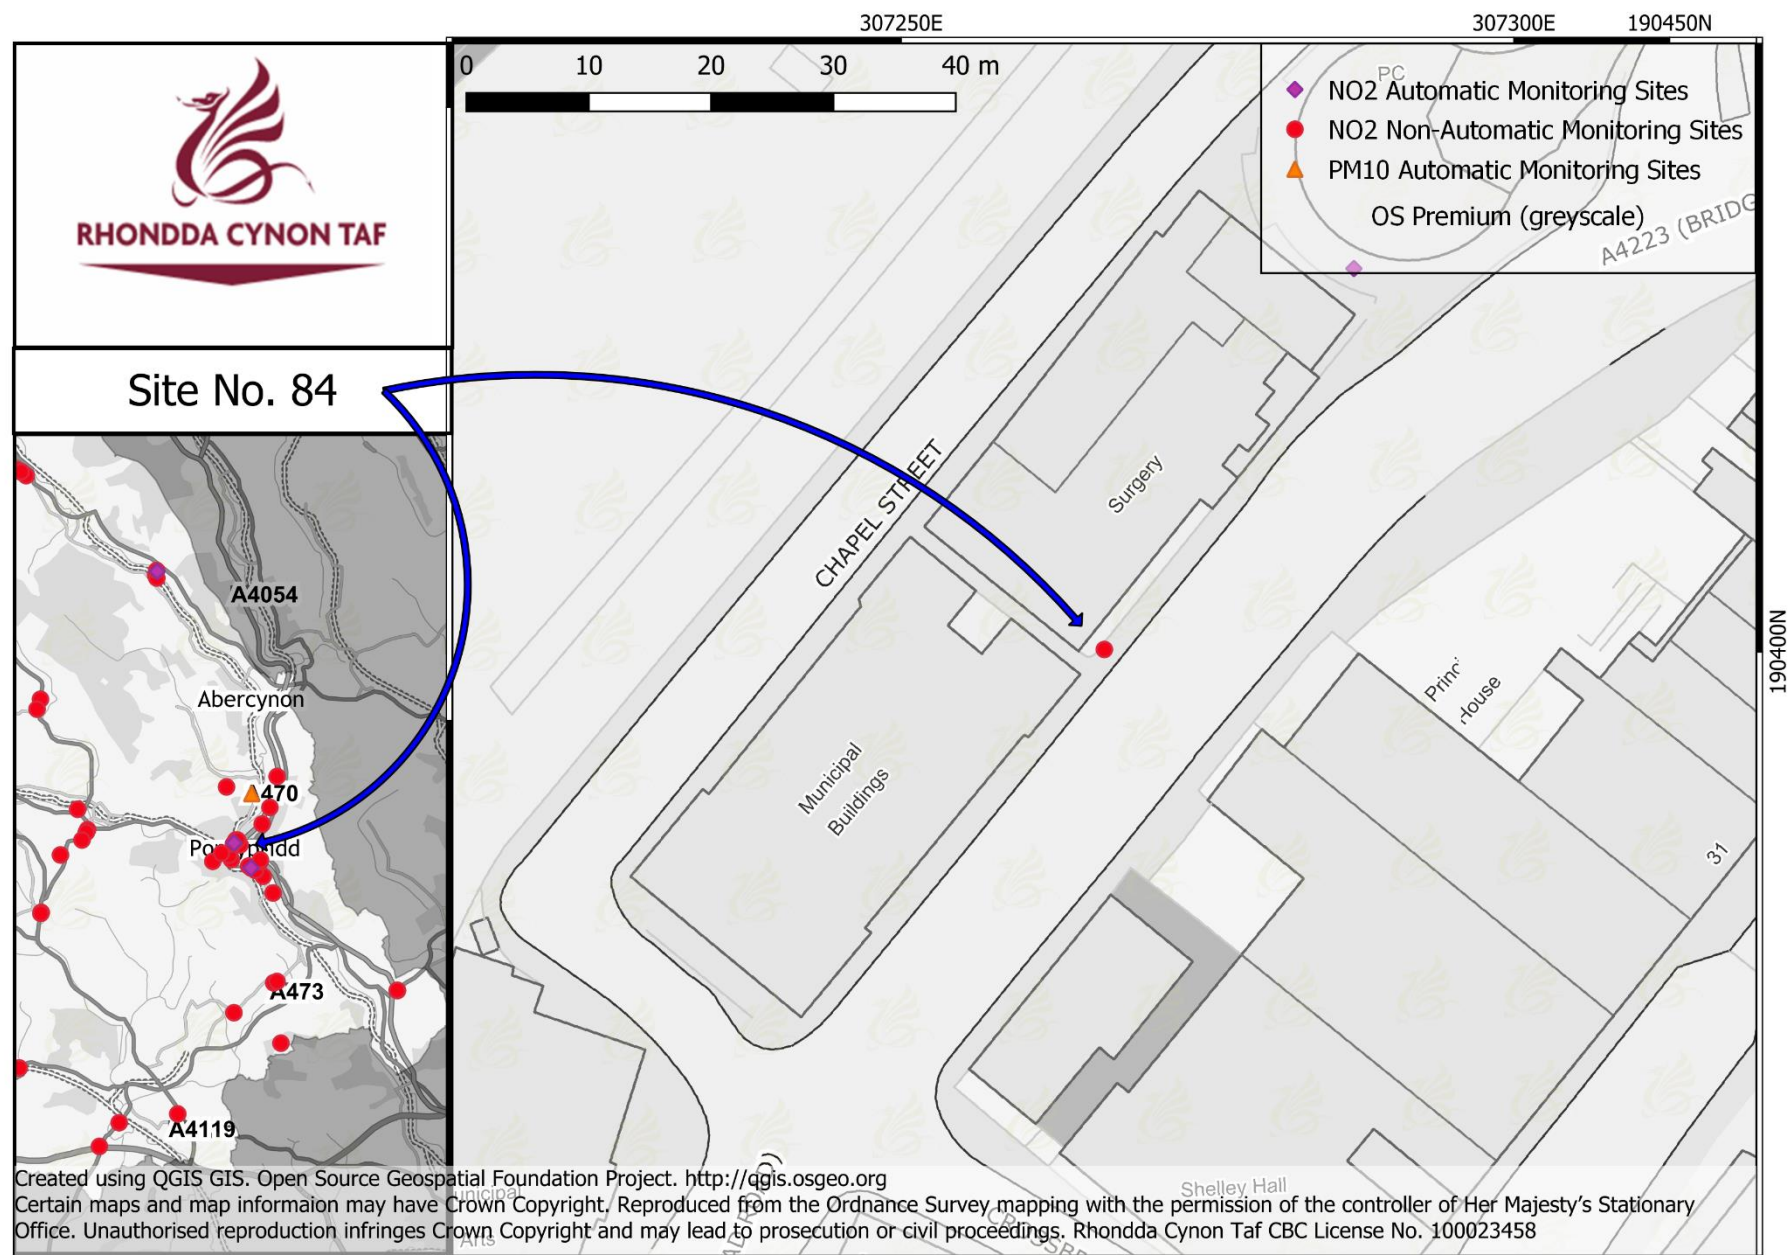 307250E
307300E
190450N
0 10 20 30 40 m
PC
NO2 Automatic Monitoring Sites
NO2 Non-Automatic Monitoring Sites
PM10 Automatic Monitoring Sites
OS Premium (greyscale)
A4223 (BRIDG
RHONDDA CYNON TAF
Site No. 84
CHAPEL STREET
Surgery
190400N
A4054
Abercynon
House
Municipal
Buildings
A470
31
A473
A4119
Created using QGIS GIS. Open Source Geospatial Foundation Project. http://qgis.osgeo.org
Shelley Hall
Certain maps and map informaion may have Crown Copyright. Reproduced from the Ordnance Survey mapping with the permission of the controller of Her Majesty's Stationary
Office. Unauthorised reproduction infringes Crown Copyright and may lead to prosecution or civil proceedings. Rhondda Cynon Taf CBC License No. 100023458
Arts